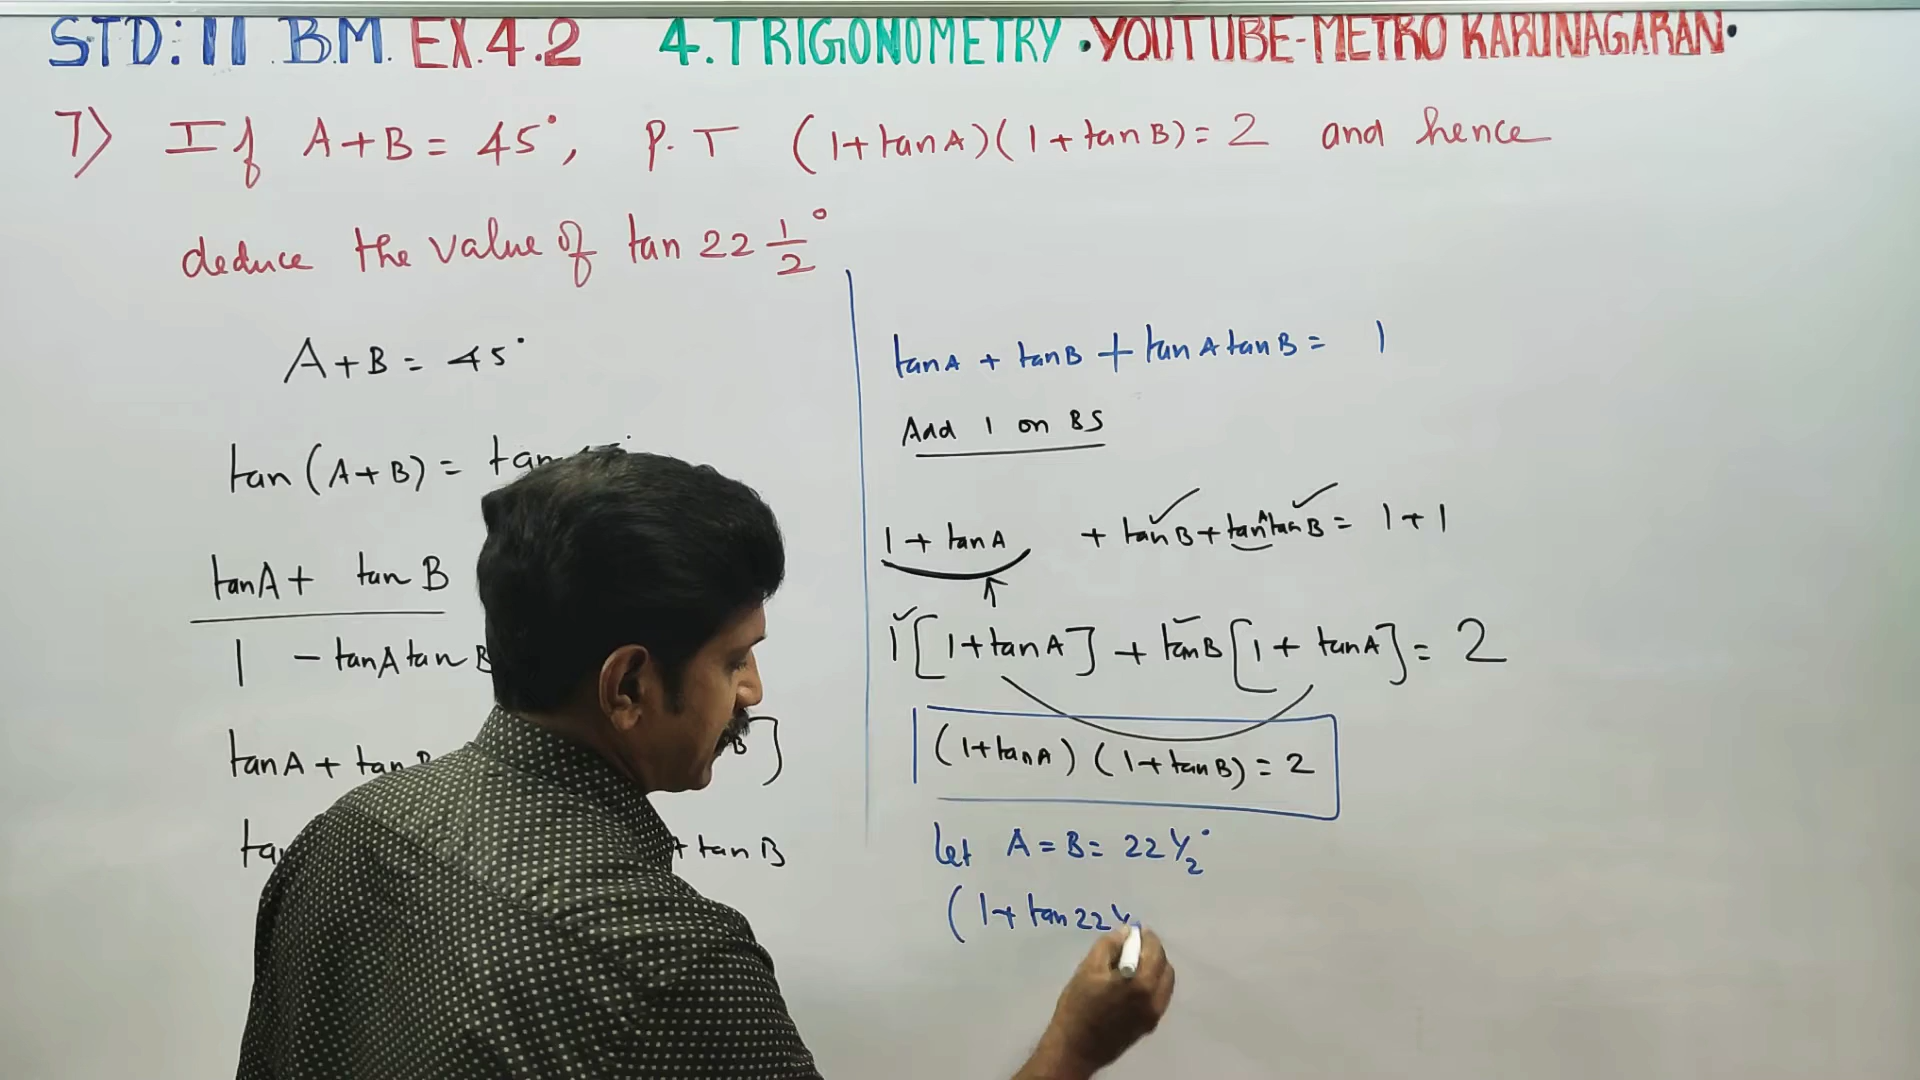 STD: 11 B.M. EX.4.2 4. TRIGONOMETRY • YOUTUBE-METRO KARUNAGARAN •
7) If A+B = 45°, P.T (1+tanA)(1+tanB) = 2 and hence
deduce the value of tan 22 1/2°
A+B = 45°
tan (A+B) = tan
tanA + tan B
1 - tanA tan B
tanA + tan B]
+ tan B
tanA + tanB + tanA tanB = 1
Add 1 on BS
1 + tanA + tanB + tanA tanB = 1+1
1[1+tanA] + tanB[1+ tanA] = 2
(1+tanA) (1+tanB) = 2
let A = B = 22 1/2°
(1+ tan 22